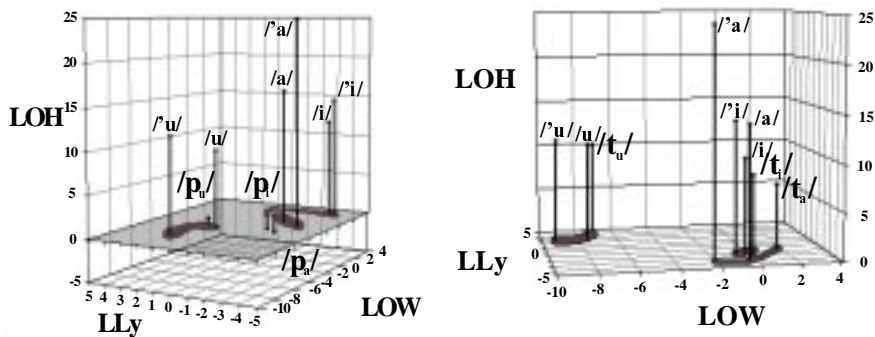 25
20
15
10
5
0
-5
LOH
/'a/
/a/
/'i/
/i/
/'u/
/u/
/pu/
/pi/
/pa/
5 4 3 2 1 0 -1 -2 -3 -4 -5
LLy
-10 -8 -6 -4 -2 0 2 4
LOW
LOH
/'a/
/'u/ /u/ /tu/
/'i/ /a/
/i/ /ti/
/ta/
25
20
15
10
5
0
5
0
-5
LLy
-10 -8 -6 -4 -2 0 2 4
LOW